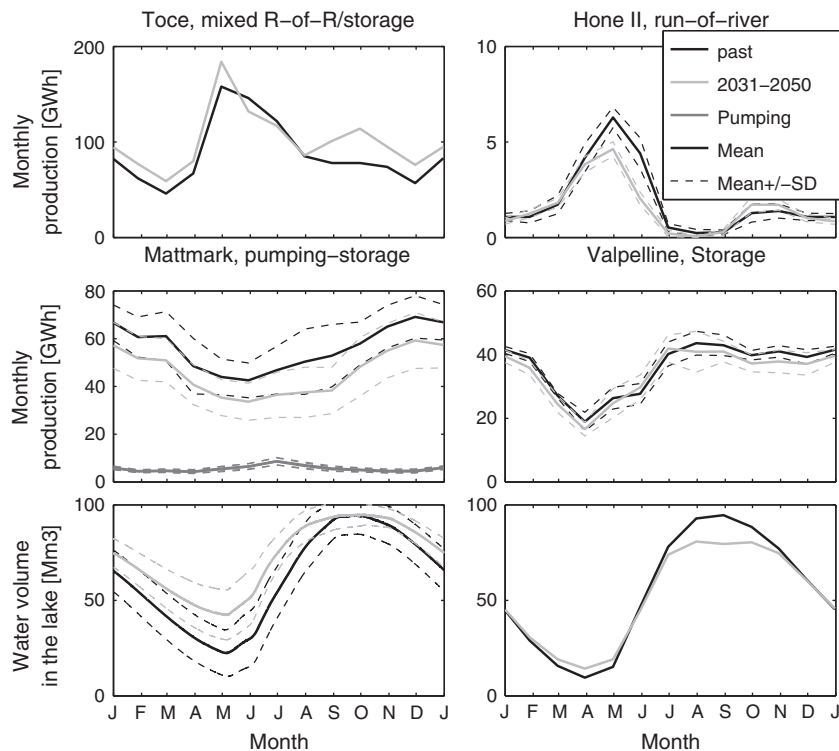 Toce, mixed R−of−R/storage
Hone II, run−of−river
200
100
0
Monthly
production [GWh]
10
5
0
past
2031−2050
Pumping
Mean
Mean+/−SD
Mattmark, pumping−storage
Valpelline, Storage
80
60
40
20
0
Monthly
production [GWh]
60
40
20
0
100
50
0
Water volume
in the lake [Mm3]
100
50
0
J F M A M J J A S O N D J
J F M A M J J A S O N D J
Month
Month